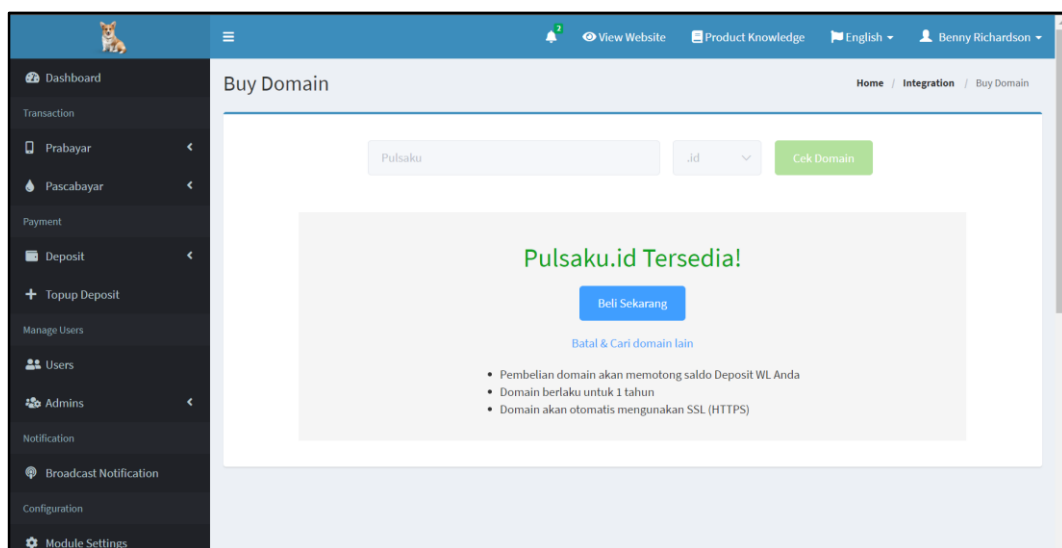 2
View Website
Product Knowledge
English
Benny Richardson
Dashboard
Transaction
Prabayar
Pascabayar
Payment
Deposit
Topup Deposit
Manage Users
Users
Admins
Notification
Broadcast Notification
Configuration
Module Settings
Buy Domain
Home / Integration / Buy Domain
Pulsaku
.id
Cek Domain
Pulsaku.id Tersedia!
Beli Sekarang
Batal & Cari domain lain
• Pembelian domain akan memotong saldo Deposit WL Anda
• Domain berlaku untuk 1 tahun
• Domain akan otomatis mengunakan SSL (HTTPS)